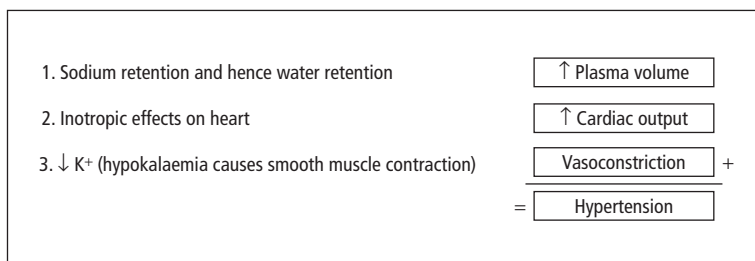 1. Sodium retention and hence water retention ↑ Plasma volume
2. Inotropic effects on heart ↑ Cardiac output
3. ↓ K⁺ (hypokalaemia causes smooth muscle contraction) Vasoconstriction +
= Hypertension